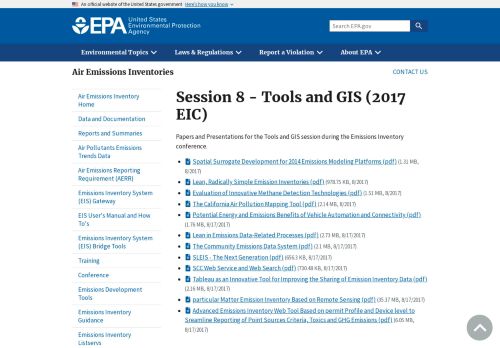 An official website of the United States government Here's how you know
EPA United States
Environmental Protection
Agency
Search EPA.gov
Environmental Topics Laws & Regulations Report a Violation About EPA
Air Emissions Inventories
CONTACT US
Air Emissions Inventory
Home
Data and Documentation
Reports and Summaries
Air Pollutants Emissions
Trends Data
Air Emissions Reporting
Requirement (AERR)
Emissions Inventory System
(EIS) Gateway
EIS User's Manual and How
To's
Emissions Inventory System
(EIS) Bridge Tools
Training
Conference
Emissions Development
Tools
Emissions Inventory
Guidance
Emissions Inventory
Listservs
Session 8 - Tools and GIS (2017
EIC)
Papers and Presentations for the Tools and GIS session during the Emissions Inventory
conference.
Spatial Surrogate Development for 2014 Emissions Modeling Platforms (pdf) (1.31 MB,
8/2017)
Lean, Radically Simple Emission Inventories (pdf) (978.75 KB, 8/2017)
Evaluation of Innovative Methane Detection Technologies (pdf) (1.51 MB, 8/2017)
The California Air Pollution Mapping Tool (pdf) (2.14 MB, 8/2017)
Potential Energy and Emissions Benefits of Vehicle Automation and Connectivity (pdf)
(1.76 MB, 8/17/2017)
Lean in Emissions Data-Related Processes (pdf) (2.73 MB, 8/17/2017)
The Community Emissions Data System (pdf) (2.1 MB, 8/17/2017)
SLEIS - The Next Generation (pdf) (656.3 KB, 8/17/2017)
SCC Web Service and Web Search (pdf) (730.48 KB, 8/17/2017)
Tableau as an Innovative Tool for Improving the Sharing of Emission Inventory Data (pdf)
(2.16 MB, 8/17/2017)
particular Matter Emission Inventory Based on Remote Sensing (pdf) (15.17 MB, 8/17/2017)
Advanced Emissions Inventory Web Tool Based on permit Profile and Device level to
Sreamline Reporting of Point Sources Criteria, Toxics and GHG Emissions (pdf) (6.05 MB,
8/17/2017)